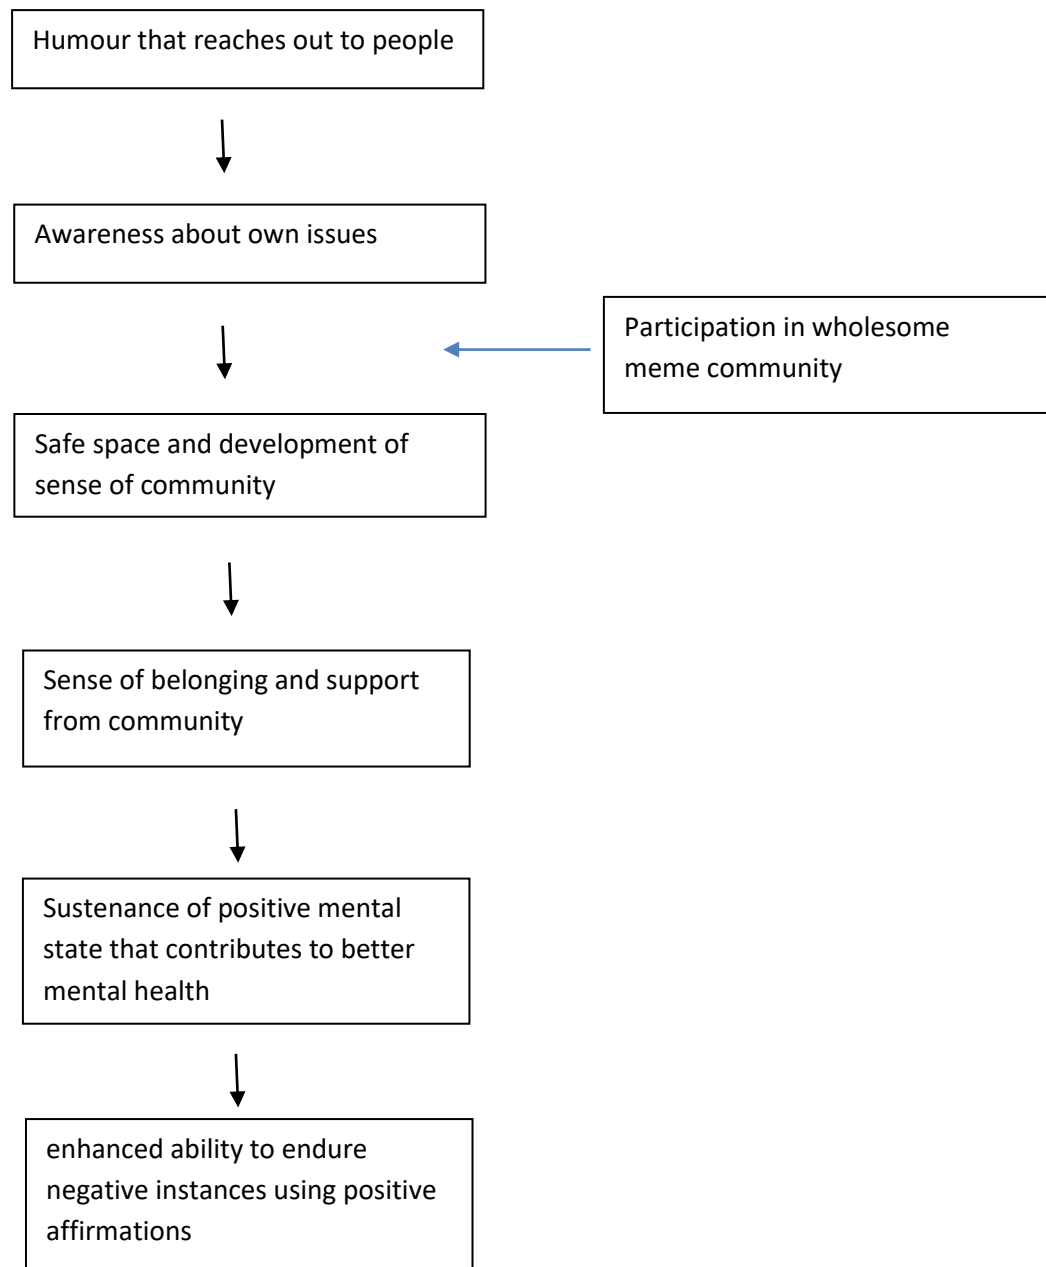 Humour that reaches out to people
Awareness about own issues
Participation in wholesome
meme community
Safe space and development of
sense of community
Sense of belonging and support
from community
Sustenance of positive mental
state that contributes to better
mental health
enhanced ability to endure
negative instances using positive
affirmations